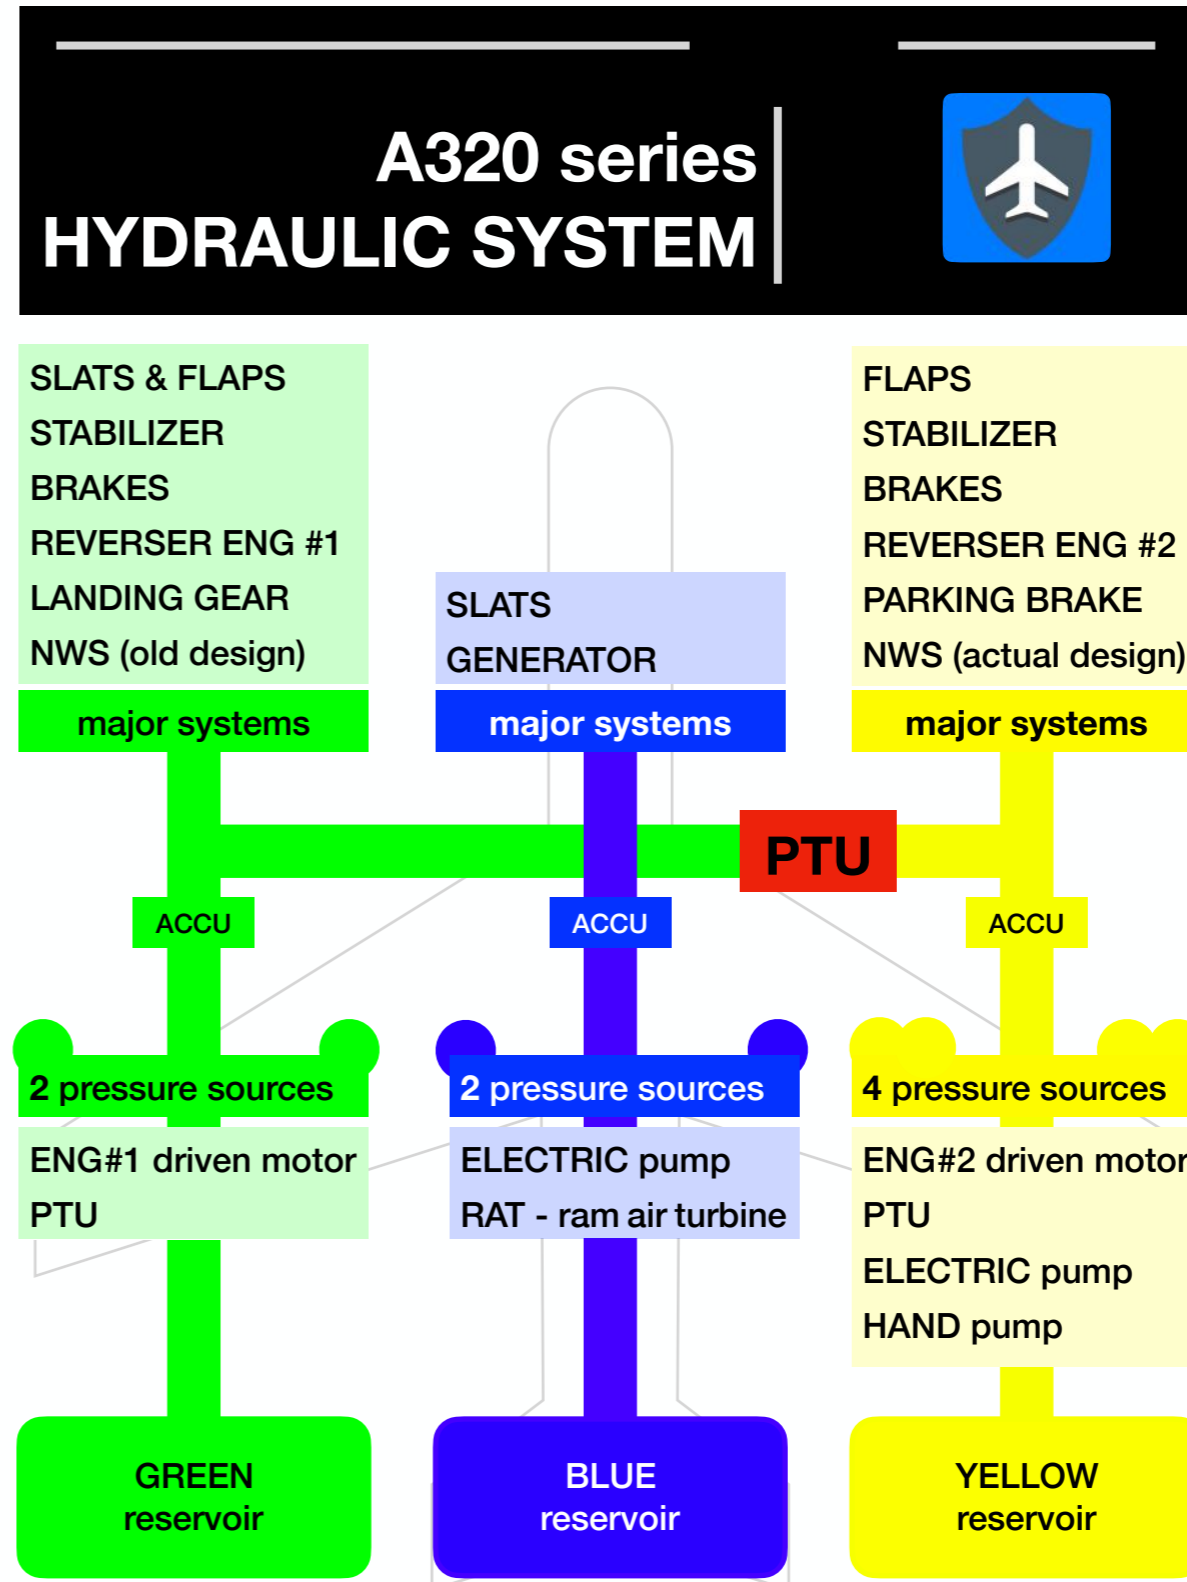 A320 series
HYDRAULIC SYSTEM
SLATS & FLAPS
STABILIZER
BRAKES
REVERSER ENG #1
LANDING GEAR
NWS (old design)
major systems
SLATS
GENERATOR
major systems
FLAPS
STABILIZER
BRAKES
REVERSER ENG #2
PARKING BRAKE
NWS (actual design)
major systems
PTU
ACCU
ACCU
ACCU
2 pressure sources
ENG#1 driven motor
PTU
2 pressure sources
ELECTRIC pump
RAT - ram air turbine
4 pressure sources
ENG#2 driven motor
PTU
ELECTRIC pump
HAND pump
GREEN
reservoir
BLUE
reservoir
YELLOW
reservoir